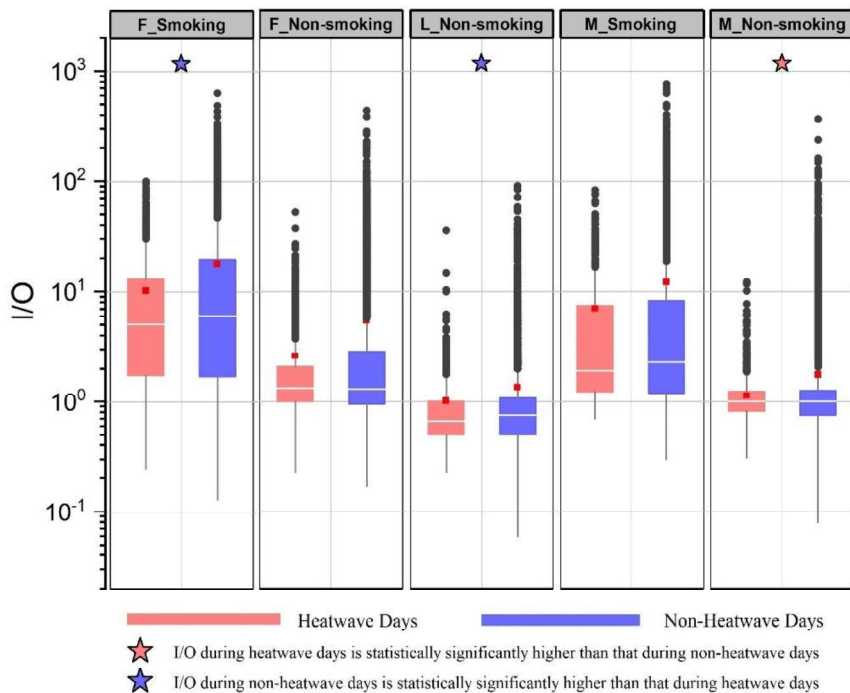 F_Smoking F_Non-smoking L_Non-smoking M_Smoking M_Non-smoking
10³
10²
10¹
10⁰
10⁻¹
I/O
Heatwave Days Non-Heatwave Days
I/O during heatwave days is statistically significantly higher than that during non-heatwave days
I/O during non-heatwave days is statistically significantly higher than that during heatwave days